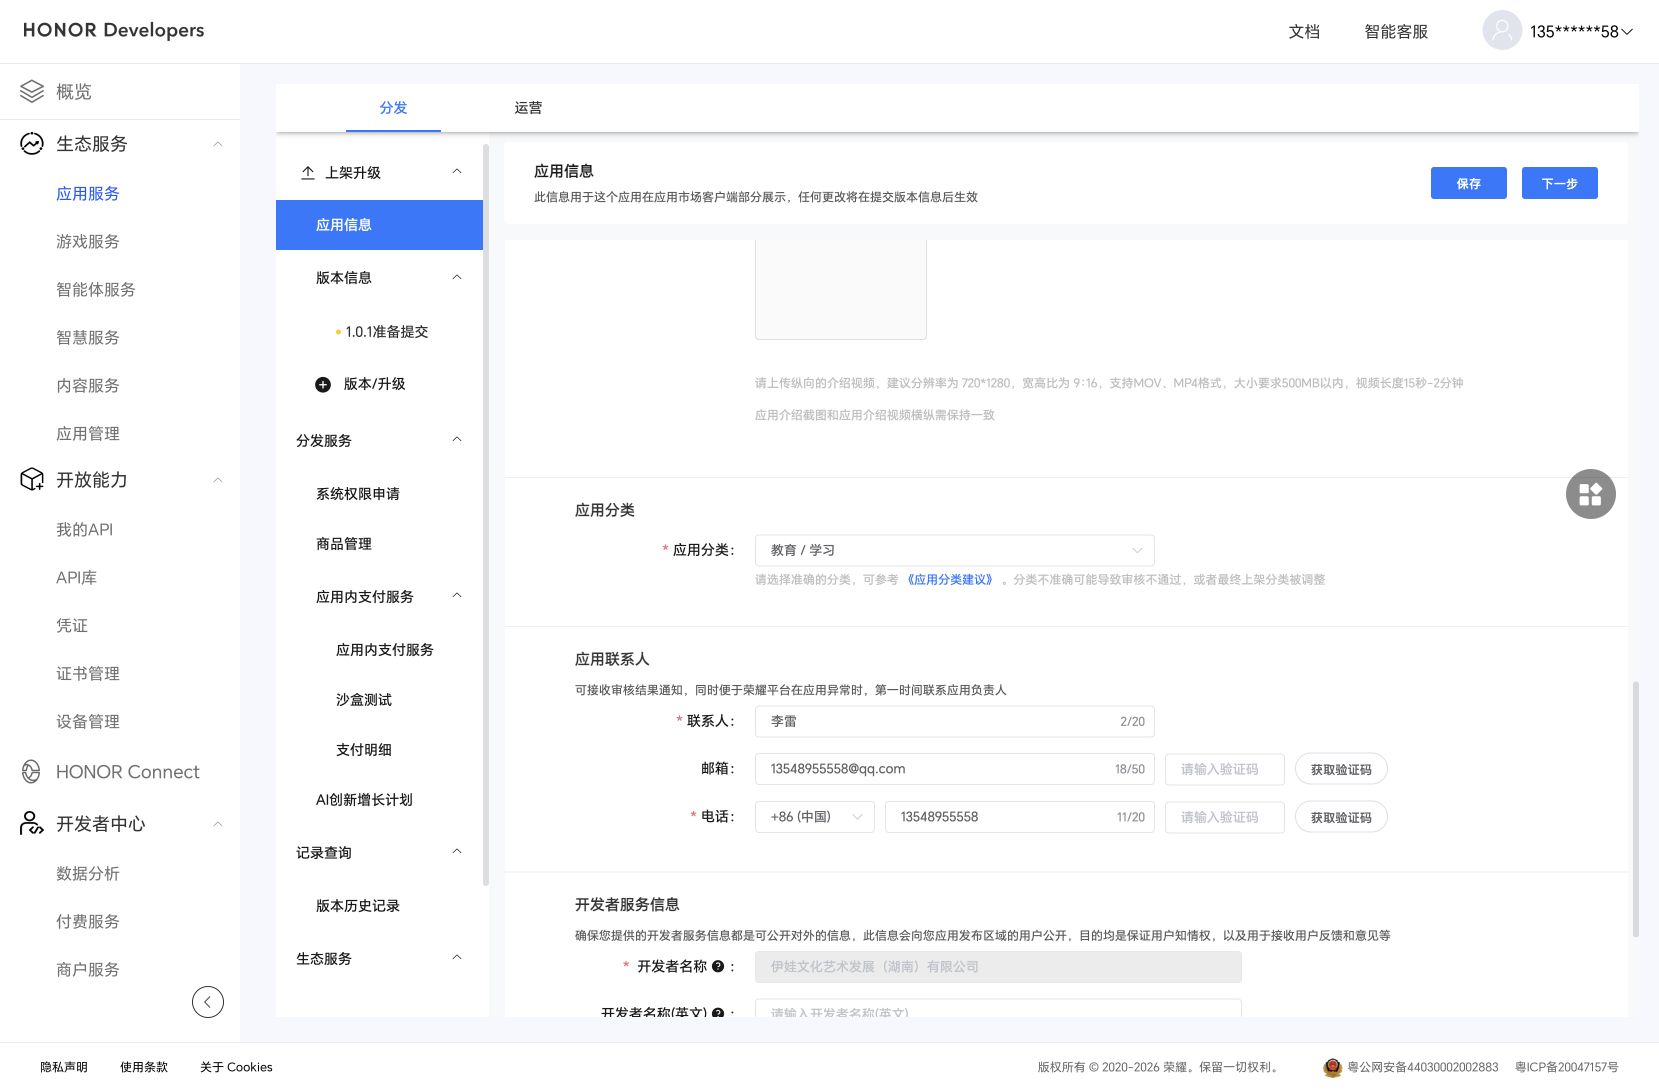 HONOR Developers
文档
智能客服
135******58
概览
生态服务
应用服务
游戏服务
智能体服务
智慧服务
内容服务
应用管理
开放能力
我的API
API库
凭证
证书管理
设备管理
HONOR Connect
开发者中心
数据分析
付费服务
商户服务
分发
运营
上架升级
应用信息
版本信息
1.0.1准备提交
版本/升级
分发服务
系统权限申请
商品管理
应用内支付服务
应用内支付服务
沙盒测试
支付明细
AI创新增长计划
记录查询
版本历史记录
生态服务
应用信息
此信息用于这个应用在应用市场客户端部分展示，任何更改将在提交版本信息后生效
保存
下一步
请上传纵向的介绍视频，建议分辨率为 720*1280，宽高比为 9:16，支持MOV、MP4格式，大小要求500MB以内，视频长度15秒-2分钟
应用介绍截图和应用介绍视频横纵需保持一致
应用分类
* 应用分类： 教育 / 学习
请选择准确的分类，可参考 《应用分类建议》 。分类不准确可能导致审核不通过，或者最终上架分类被调整
应用联系人
可接收审核结果通知，同时便于荣耀平台在应用异常时，第一时间联系应用负责人
* 联系人： 李雷 2/20
邮箱： 13548955558@qq.com 18/50 请输入验证码 获取验证码
* 电话： +86 (中国) 13548955558 11/20 请输入验证码 获取验证码
开发者服务信息
确保您提供的开发者服务信息都是可公开对外的信息，此信息会向您应用发布区域的用户公开，目的均是保证用户知情权，以及用于接收用户反馈和意见等
* 开发者名称 ? ： 伊娃文化艺术发展（湖南）有限公司
开发者名称(英文) ? ： 请输入开发者名称(英文)
隐私声明
使用条款
关于 Cookies
版权所有 © 2020-2026 荣耀。保留一切权利。
粤公网安备44030002002883
粤ICP备20047157号